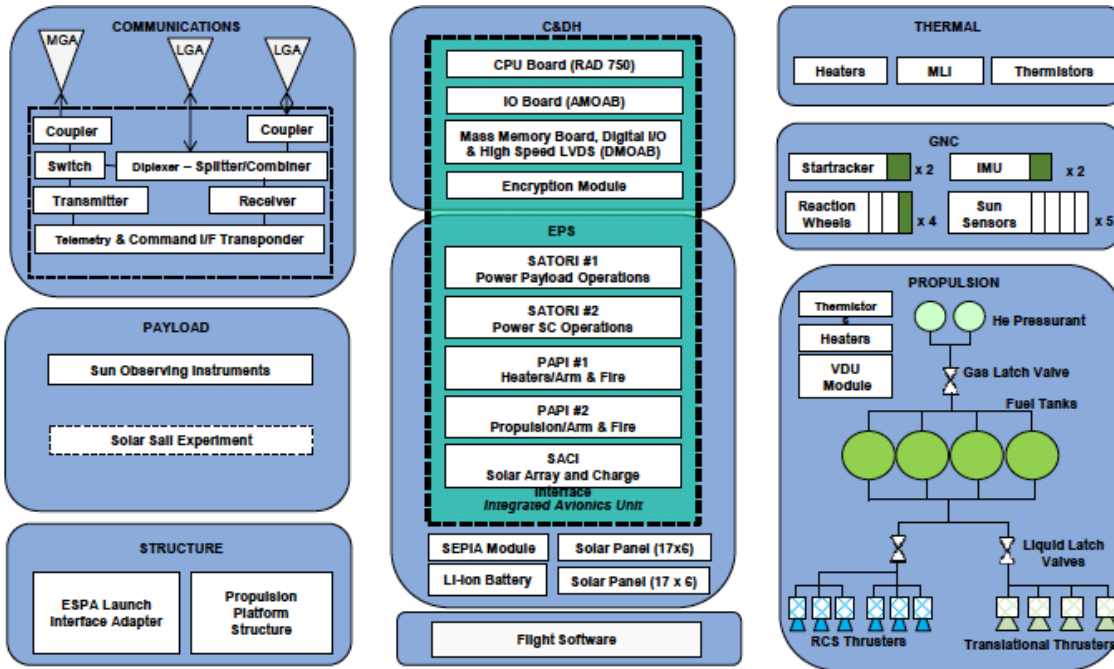 COMMUNICATIONS
MGA
LGA
LGA
Coupler
Coupler
Switch
Diplexer – Splitter/Combiner
Transmitter
Receiver
Telemetry & Command I/F Transponder
PAYLOAD
Sun Observing Instruments
Solar Sail Experiment
STRUCTURE
ESPA Launch
Interface Adapter
Propulsion
Platform
Structure
C&DH
CPU Board (RAD 750)
IO Board (AMOAB)
Mass Memory Board, Digital I/O
& High Speed LVDS (DMOAB)
Encryption Module
EPS
SATORI #1
Power Payload Operations
SATORI #2
Power SC Operations
PAPI #1
Heaters/Arm & Fire
PAPI #2
Propulsion/Arm & Fire
SACI
Solar Array and Charge
Interface
Integrated Avionics Unit
SEPIA Module
Solar Panel (17x6)
Li-Ion Battery
Solar Panel (17 x 6)
Flight Software
THERMAL
Heaters
MLI
Thermistors
GNC
Startracker
x 2
IMU
x 2
Reaction
Wheels
x 4
Sun
Sensors
x 5
PROPULSION
Thermistor
s
Heaters
VDU
Module
He Pressurant
Gas Latch Valve
Fuel Tanks
Liquid Latch
Valves
RCS Thrusters
Translational Thrusters